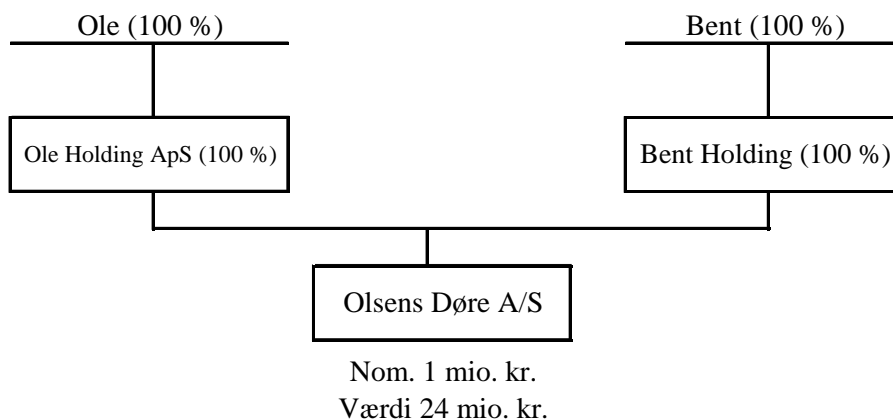 Ole (100 %)
Bent (100 %)
Ole Holding ApS (100 %)
Bent Holding (100 %)
Olsens Døre A/S
Nom. 1 mio. kr.
Værdi 24 mio. kr.